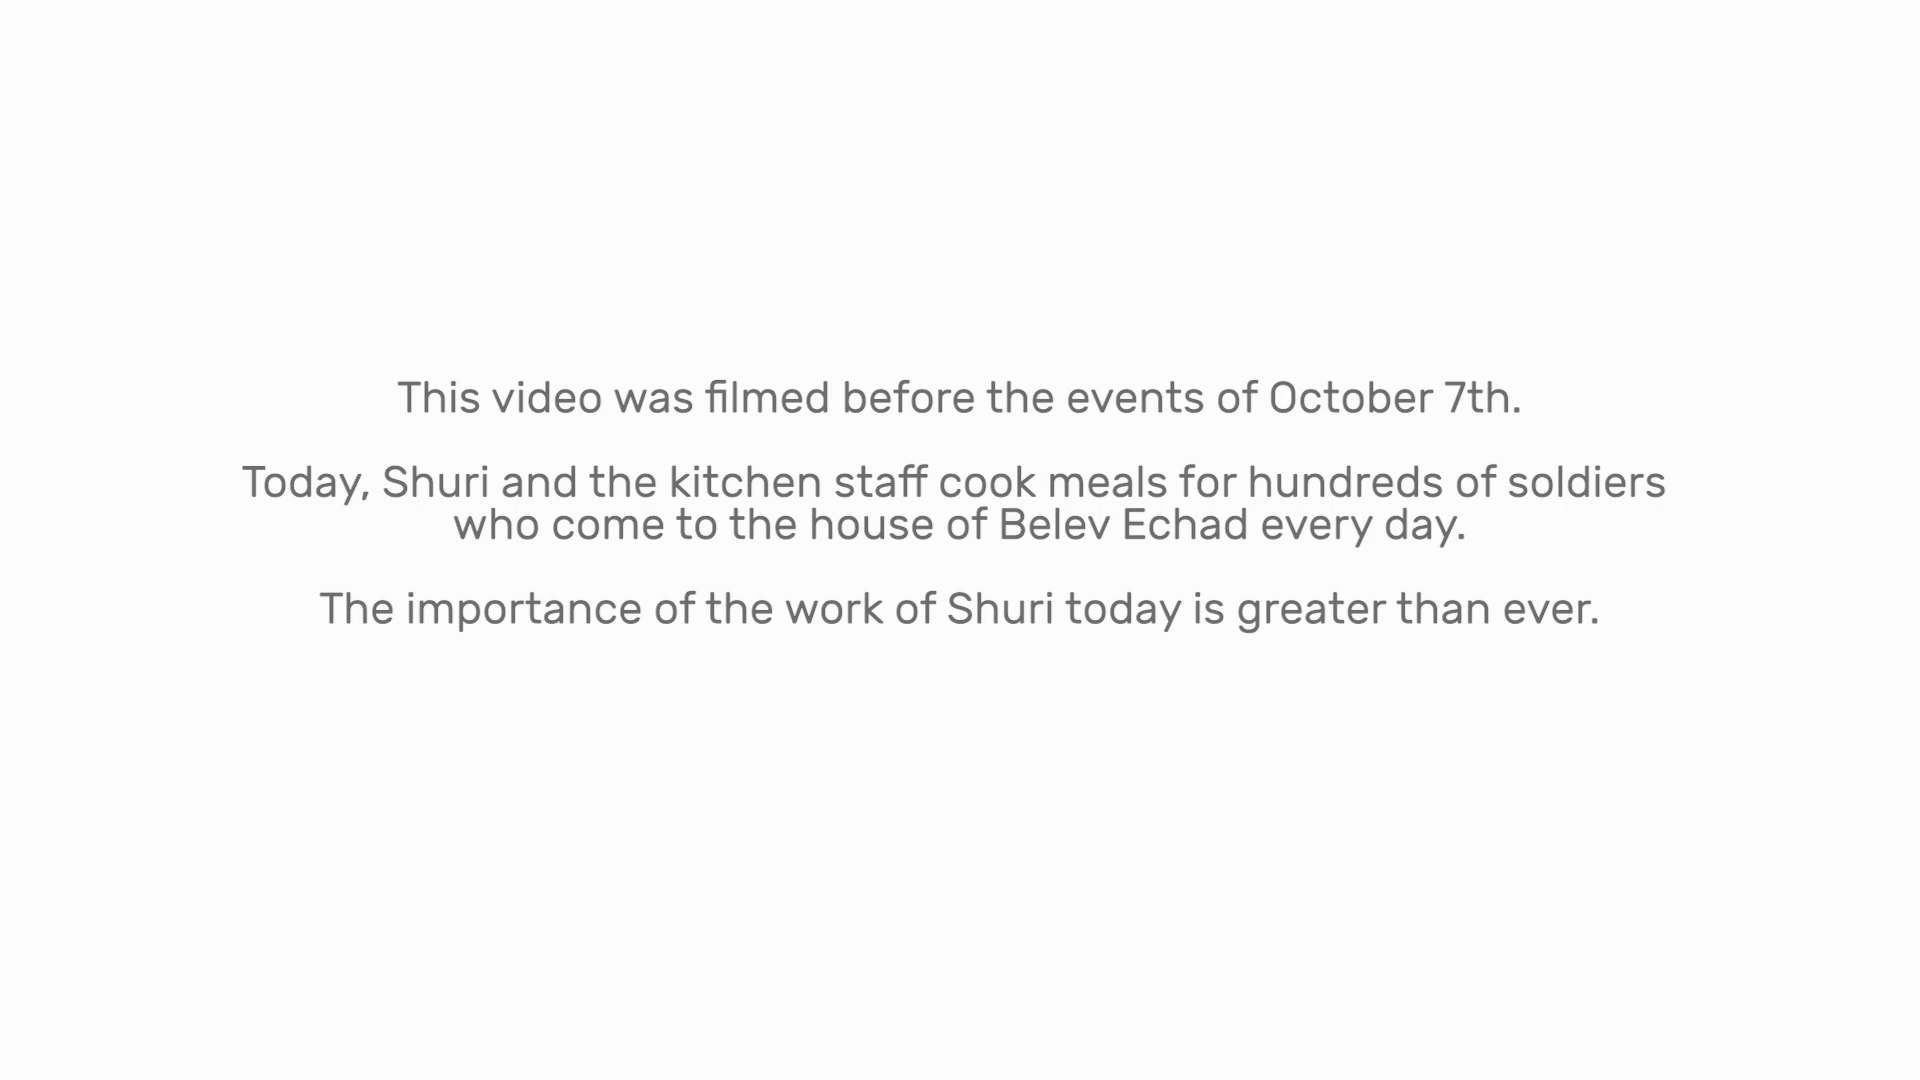 This video was filmed before the events of October 7th.
Today, Shuri and the kitchen staff cook meals for hundreds of soldiers
who come to the house of Belev Echad every day.
The importance of the work of Shuri today is greater than ever.